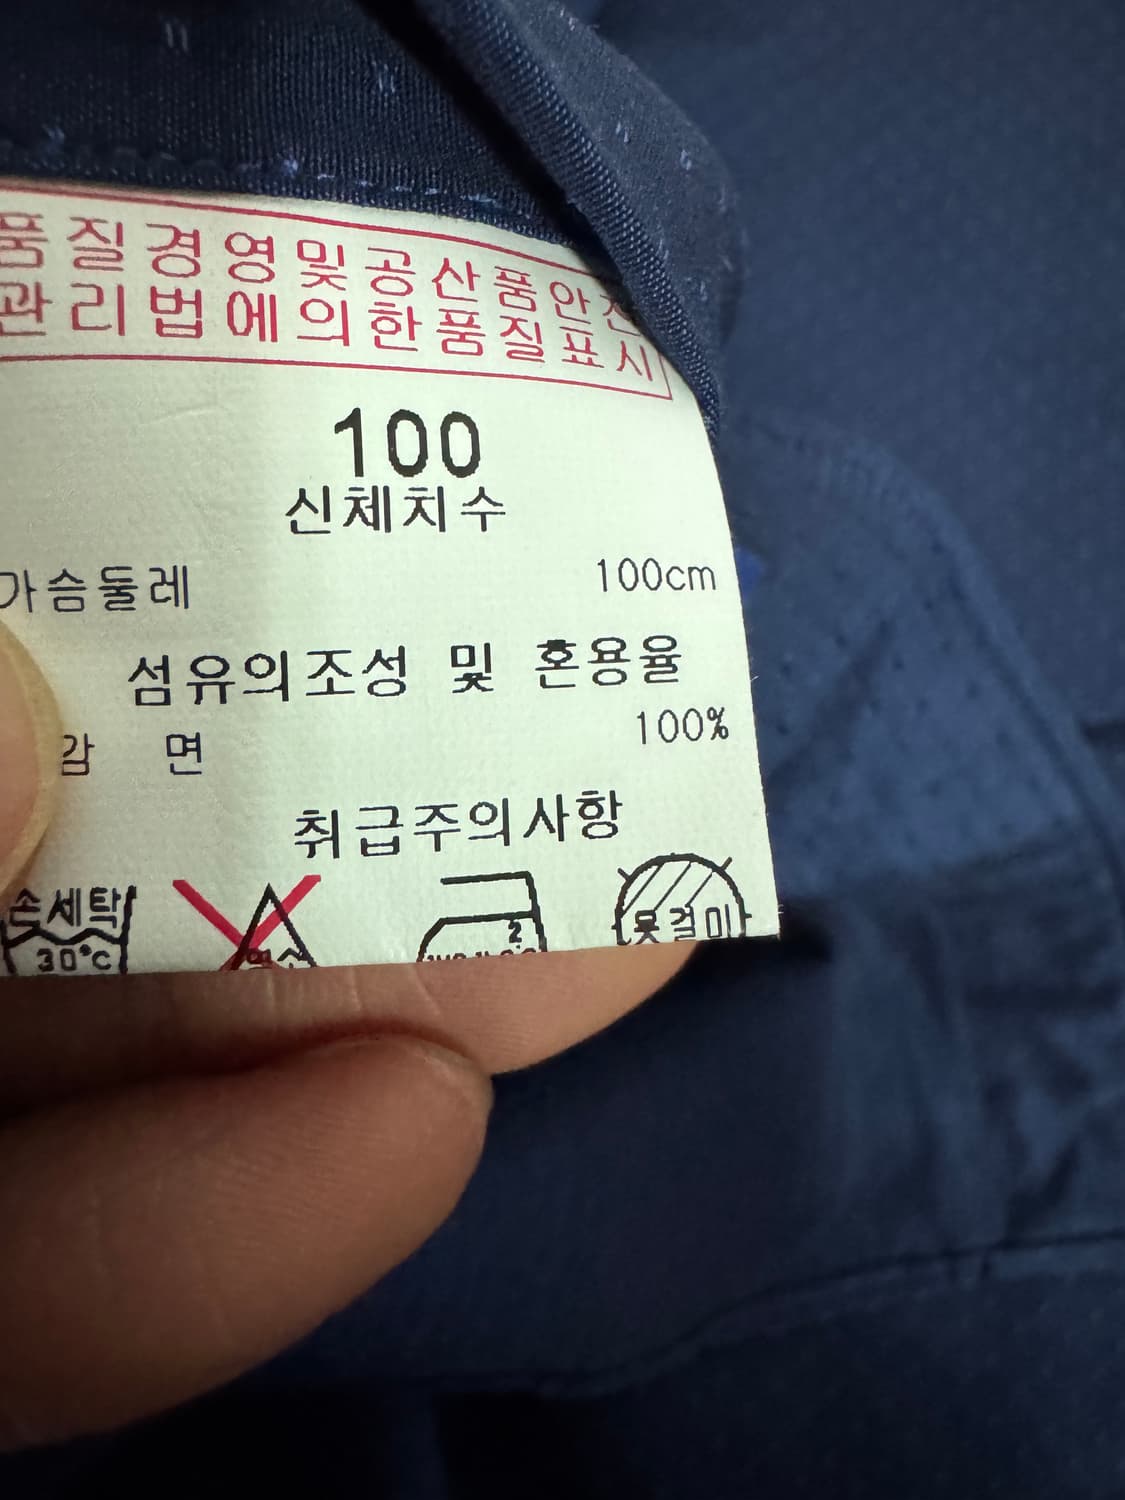 품질경영및공산품안전
관리법에의한품질표시
100
신체치수
가슴둘레 100cm
섬유의조성 및 혼용율
감 면 100%
취급주의사항
손세탁
30°C
2
옷걸이